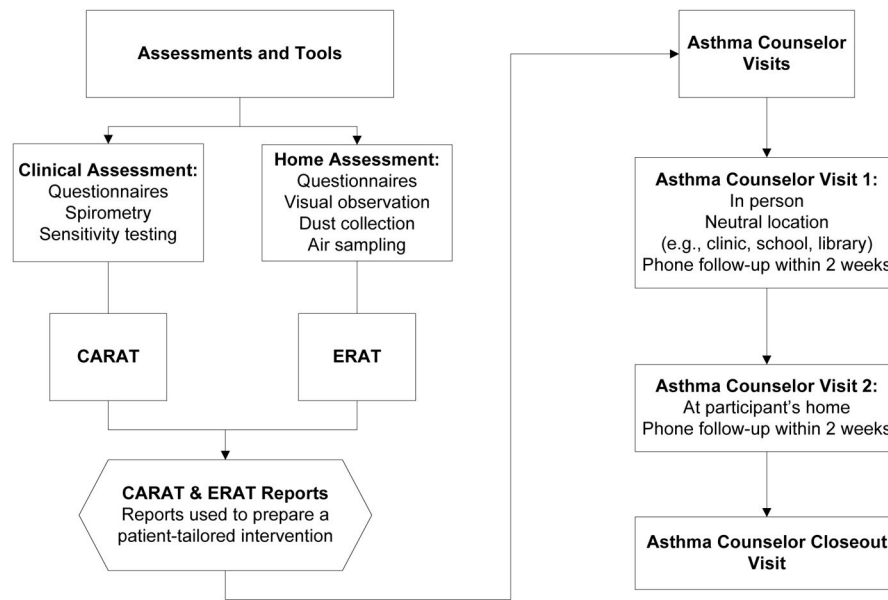 Assessments and Tools
Clinical Assessment:
Questionnaires
Spirometry
Sensitivity testing
Home Assessment:
Questionnaires
Visual observation
Dust collection
Air sampling
CARAT
ERAT
CARAT & ERAT Reports
Reports used to prepare a
patient-tailored intervention
Asthma Counselor
Visits
Asthma Counselor Visit 1:
In person
Neutral location
(e.g., clinic, school, library)
Phone follow-up within 2 weeks
Asthma Counselor Visit 2:
At participant’s home
Phone follow-up within 2 weeks
Asthma Counselor Closeout
Visit